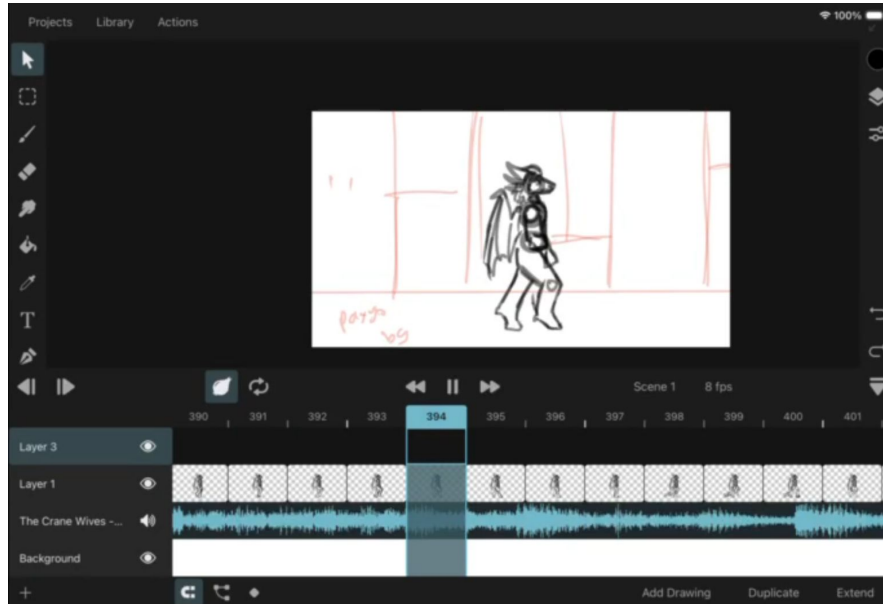 Projects Library Actions
100%
T
Scene 1 8 fps
390 391 392 393 394 395 396 397 398 399 400 401
Layer 3
Layer 1
The Crane Wives -...
Background
Add Drawing Duplicate Extend